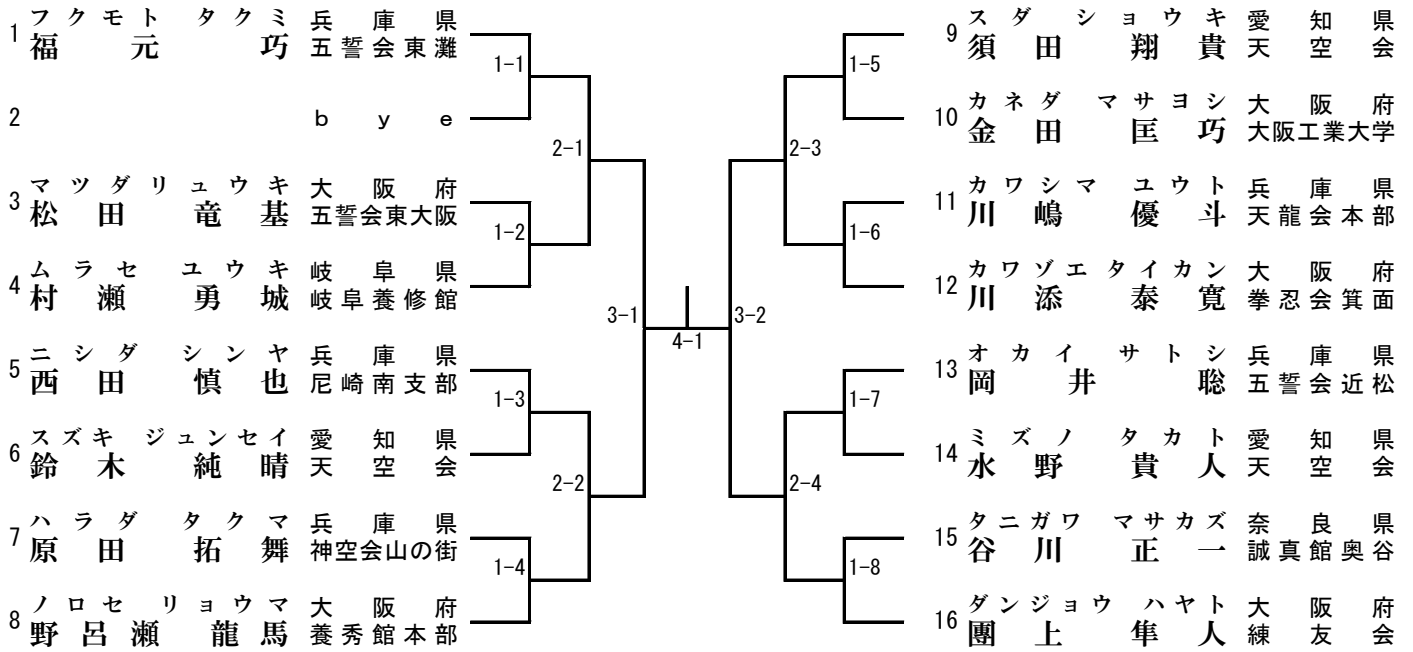 フクモト タクミ 兵庫県
1 福元 巧 五誓会東灘
1-1
2 bye
2-1
マツダリュウキ 大阪府
3 松田竜基 五誓会東大阪
1-2
ムラセ ユウキ 岐阜県
4 村瀬勇城 岐阜養修館
3-1
ニシダ シンヤ 兵庫県
5 西田慎也 尼崎南支部
1-3
スズキ ジュンセイ 愛知県
6 鈴木純晴 天空会
2-2
ハラダ タクマ 兵庫県
7 原田拓舞 神空会山の街
1-4
ノロセ リョウマ 大阪府
8 野呂瀬龍馬 養秀館本部
4-1
スダ ショウキ 愛知県
9 須田翔貴 天空会
1-5
カネダ マサヨシ 大阪府
10 金田匡巧 大阪工業大学
2-3
カワシマ ユウト 兵庫県
11 川嶋優斗 天龍会本部
1-6
カワゾエタイカン 大阪府
12 川添泰寛 拳忍会箕面
3-2
オカイ サトシ 兵庫県
13 岡井 聡 五誓会近松
1-7
ミズノ タカト 愛知県
14 水野貴人 天空会
2-4
タニガワ マサカズ 奈良県
15 谷川正一 誠真館奥谷
1-8
ダンジョウ ハヤト 大阪府
16 團上隼人 練友会